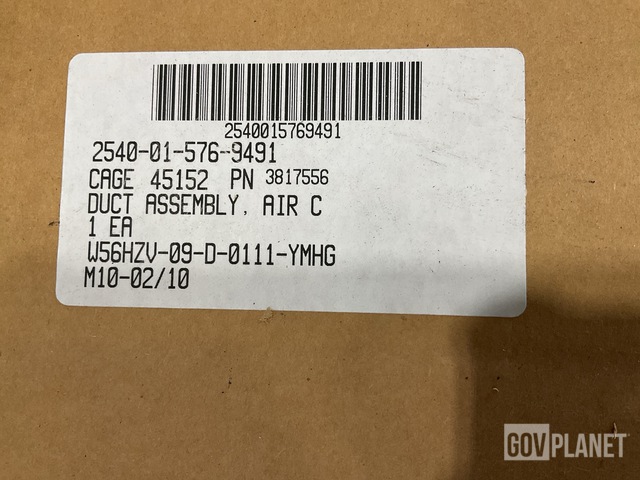 2540015769491
2540-01-576-9491
CAGE 45152 PN 3817556
DUCT ASSEMBLY, AIR C
1 EA
W56HZV-09-D-0111-YMHG
M10-02/10
GOVPLANET